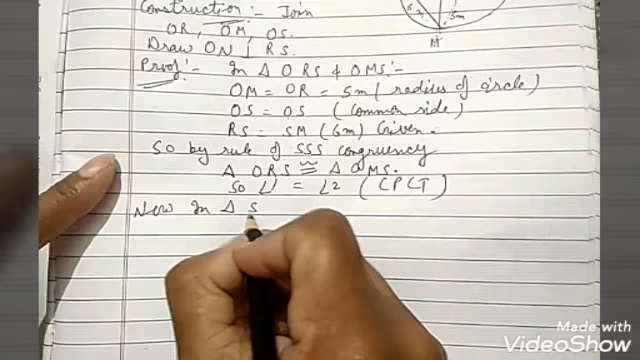 Construction:- Join
OR, OM, OS.
Draw ON ⊥ RS.
Proof:- In Δ ORS & OMS:-
OM = OR = 5m (radius of circle)
OS = OS (Common side)
RS = SM (6m) Given.
So by rule of SSS congruency
Δ ORS ≅ Δ OMS.
So ∠1 = ∠2 (CPCT)
Now In Δ S
6m
5m
M
Made with
VideoShow